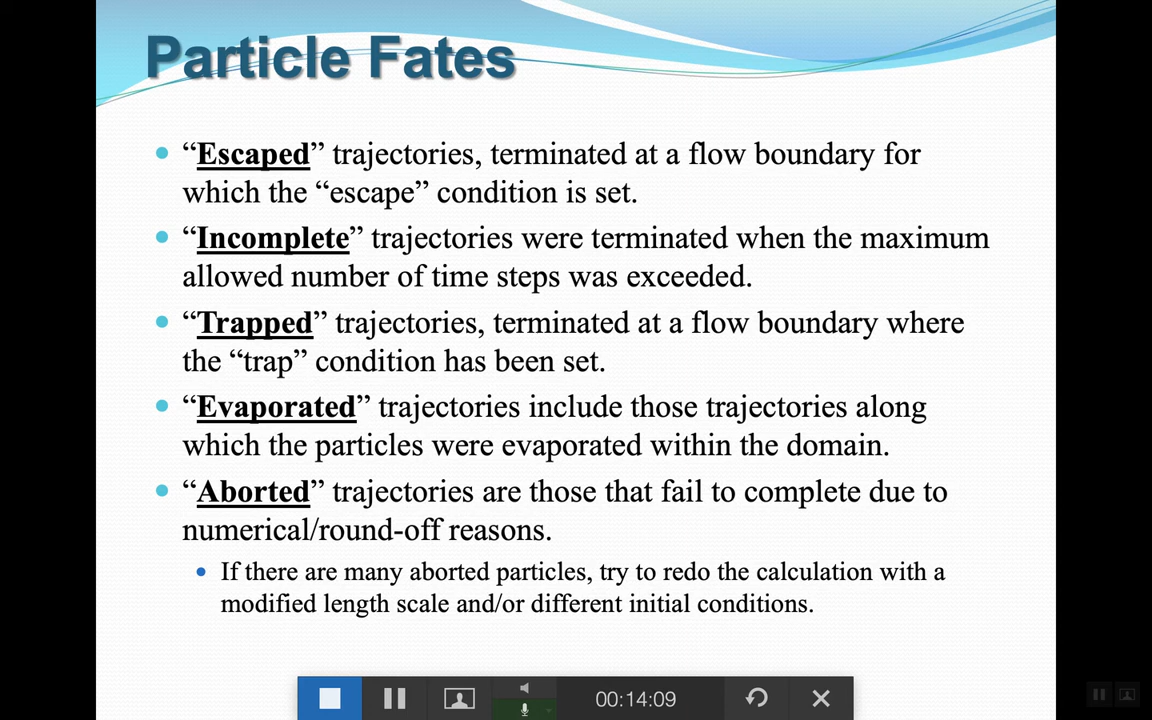 Particle Fates
• “Escaped” trajectories, terminated at a flow boundary for
which the “escape” condition is set.
• “Incomplete” trajectories were terminated when the maximum
allowed number of time steps was exceeded.
• “Trapped” trajectories, terminated at a flow boundary where
the “trap” condition has been set.
• “Evaporated” trajectories include those trajectories along
which the particles were evaporated within the domain.
• “Aborted” trajectories are those that fail to complete due to
numerical/round-off reasons.
• If there are many aborted particles, try to redo the calculation with a
modified length scale and/or different initial conditions.
00:14:09